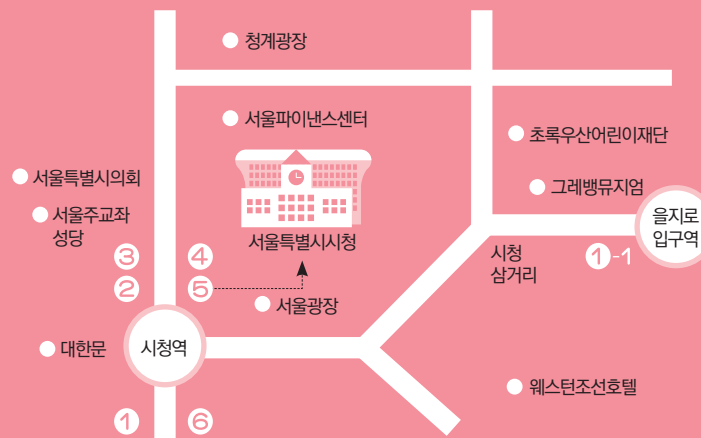 청계광장
서울파이낸스센터
초록우산어린이재단
서울특별시의회
그레뱅뮤지엄
서울주교좌
성당
을지로
입구역
서울특별시시청
시청
삼거리
3
4
1-1
2
5
서울광장
대한문
시청역
웨스턴조선호텔
1
6